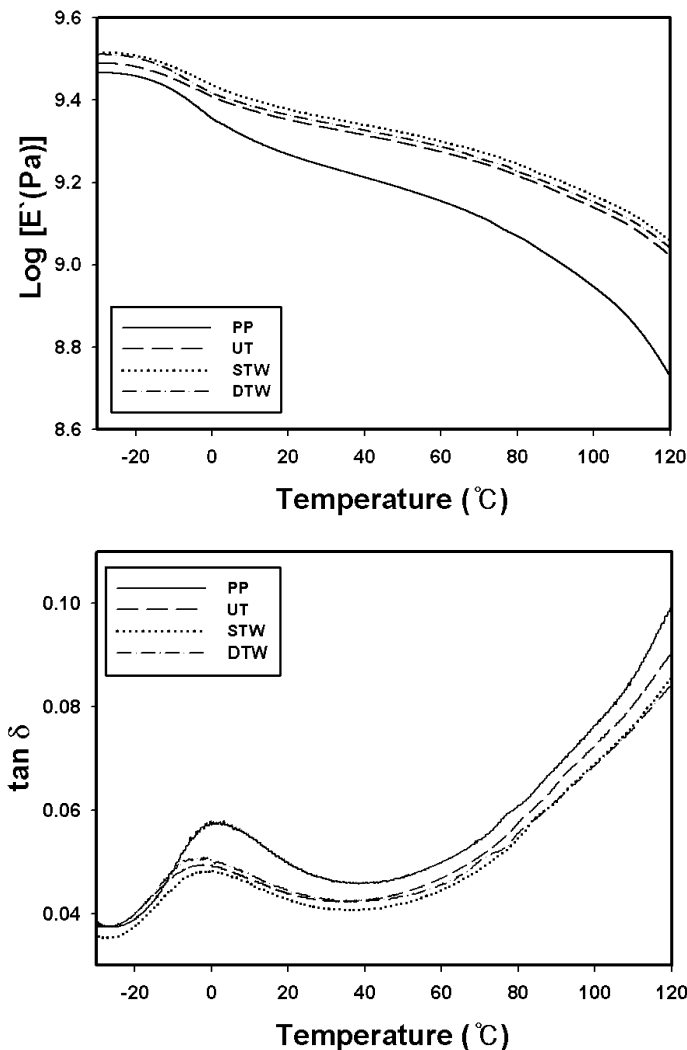 9.6
9.4
9.2
9.0
8.8
8.6
Log [E`(Pa)]
PP
UT
STW
DTW
-20 0 20 40 60 80 100 120
Temperature (℃)
0.10
0.08
0.06
0.04
tan δ
PP
UT
STW
DTW
-20 0 20 40 60 80 100 120
Temperature (℃)